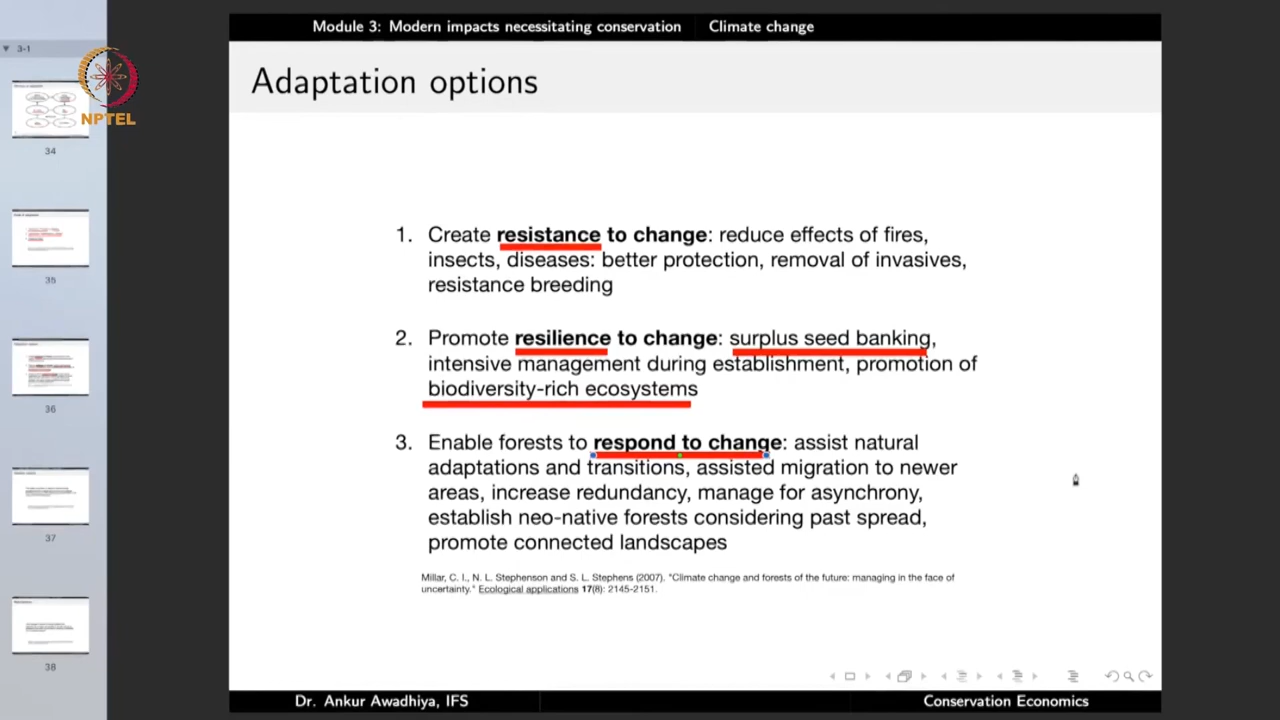 Module 3: Modern impacts necessitating conservation Climate change
3-1
NPTEL
Adaptation options
34
35
36
37
38
1. Create resistance to change: reduce effects of fires,
insects, diseases: better protection, removal of invasives,
resistance breeding
2. Promote resilience to change: surplus seed banking,
intensive management during establishment, promotion of
biodiversity-rich ecosystems
3. Enable forests to respond to change: assist natural
adaptations and transitions, assisted migration to newer
areas, increase redundancy, manage for asynchrony,
establish neo-native forests considering past spread,
promote connected landscapes
Millar, C. I., N. L. Stephenson and S. L. Stephens (2007). "Climate change and forests of the future: managing in the face of
uncertainty." Ecological applications 17(8): 2145-2151.
Dr. Ankur Awadhiya, IFS Conservation Economics